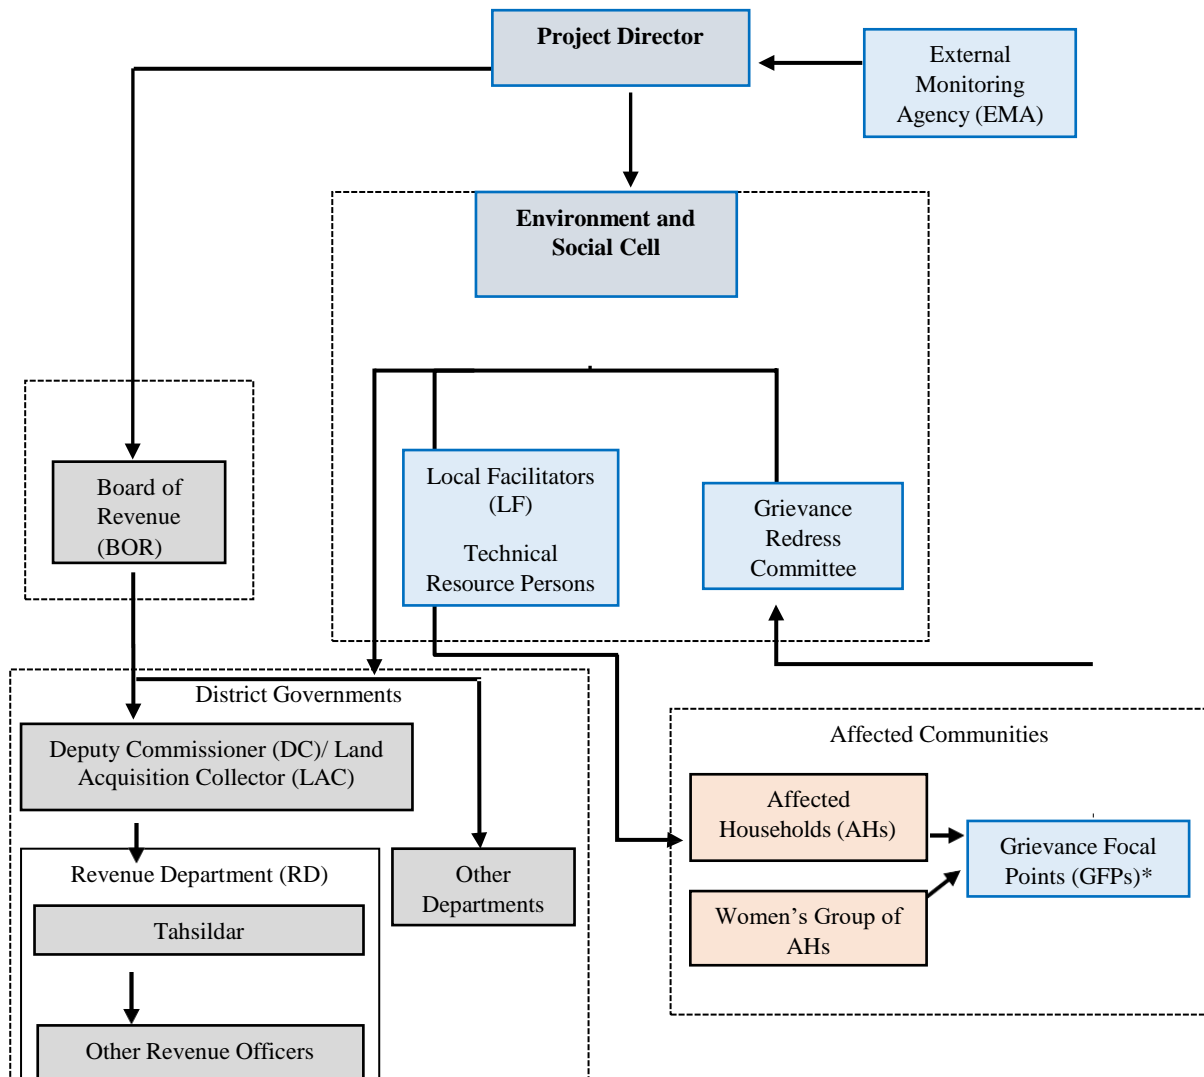 Project Director
External
Monitoring
Agency (EMA)
Environment and
Social Cell
Board of
Revenue
(BOR)
Local Facilitators
(LF)
Technical
Resource Persons
Grievance
Redress
Committee
District Governments
Deputy Commissioner (DC)/ Land
Acquisition Collector (LAC)
Revenue Department (RD)
Tahsildar
Other Revenue Officers
Other
Departments
Affected Communities
Affected
Households (AHs)
Women’s Group of
AHs
Grievance Focal
Points (GFPs)*